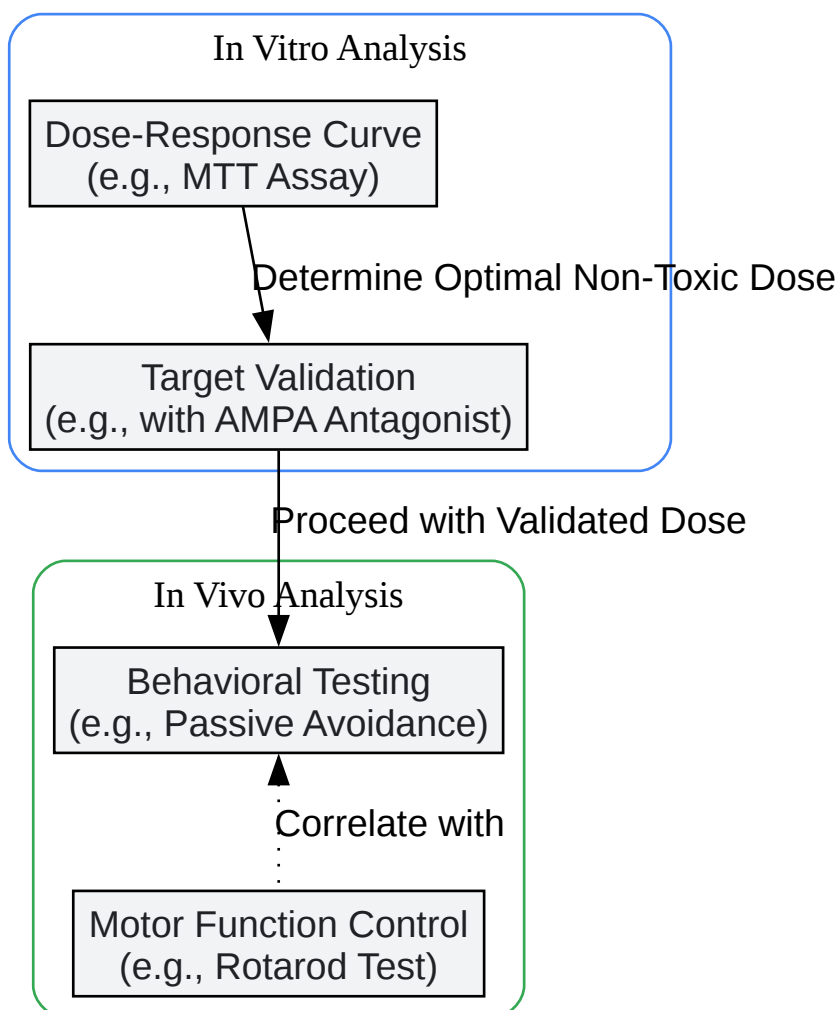 In Vitro Analysis
Dose-Response Curve
(e.g., MTT Assay)
Determine Optimal Non-Toxic Dose
Target Validation
(e.g., with AMPA Antagonist)
Proceed with Validated Dose
In Vivo Analysis
Behavioral Testing
(e.g., Passive Avoidance)
Correlate with
Motor Function Control
(e.g., Rotarod Test)